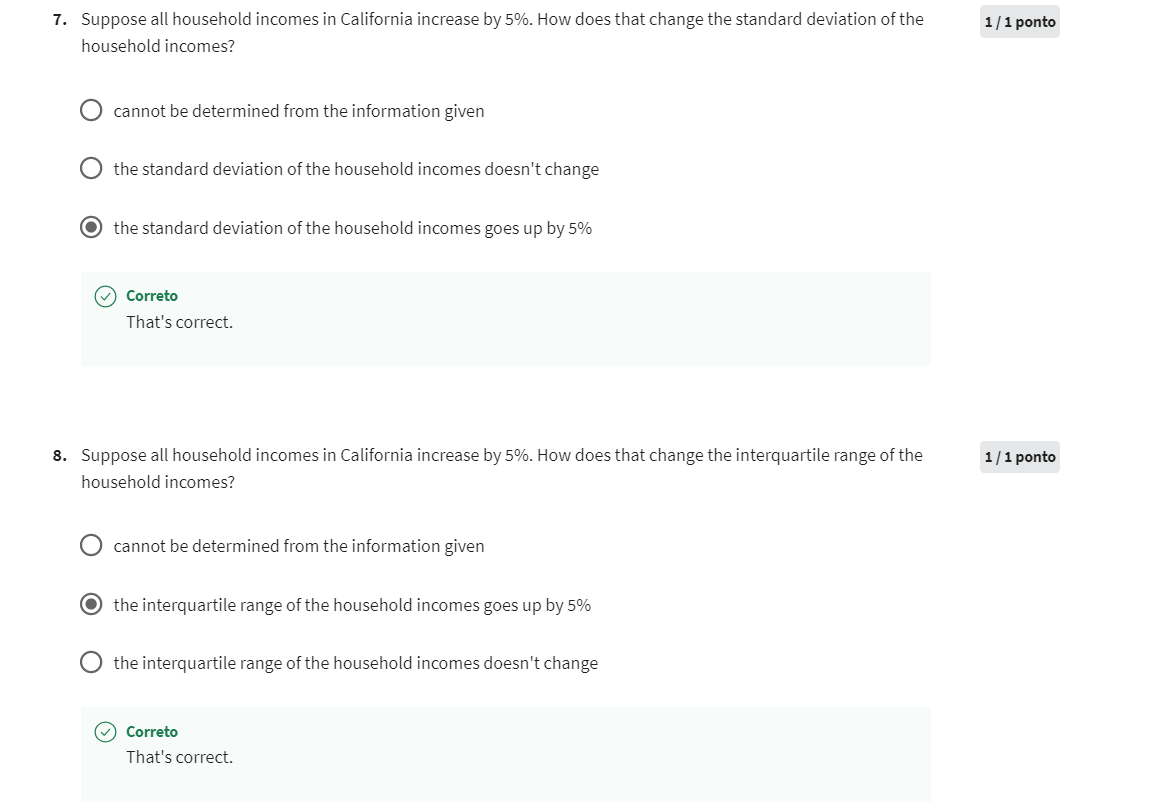 7. Suppose all household incomes in California increase by 5%. How does that change the standard deviation of the
household incomes?
1 / 1 ponto
cannot be determined from the information given
the standard deviation of the household incomes doesn't change
the standard deviation of the household incomes goes up by 5%
Correto
That's correct.
8. Suppose all household incomes in California increase by 5%. How does that change the interquartile range of the
household incomes?
1 / 1 ponto
cannot be determined from the information given
the interquartile range of the household incomes goes up by 5%
the interquartile range of the household incomes doesn't change
Correto
That's correct.